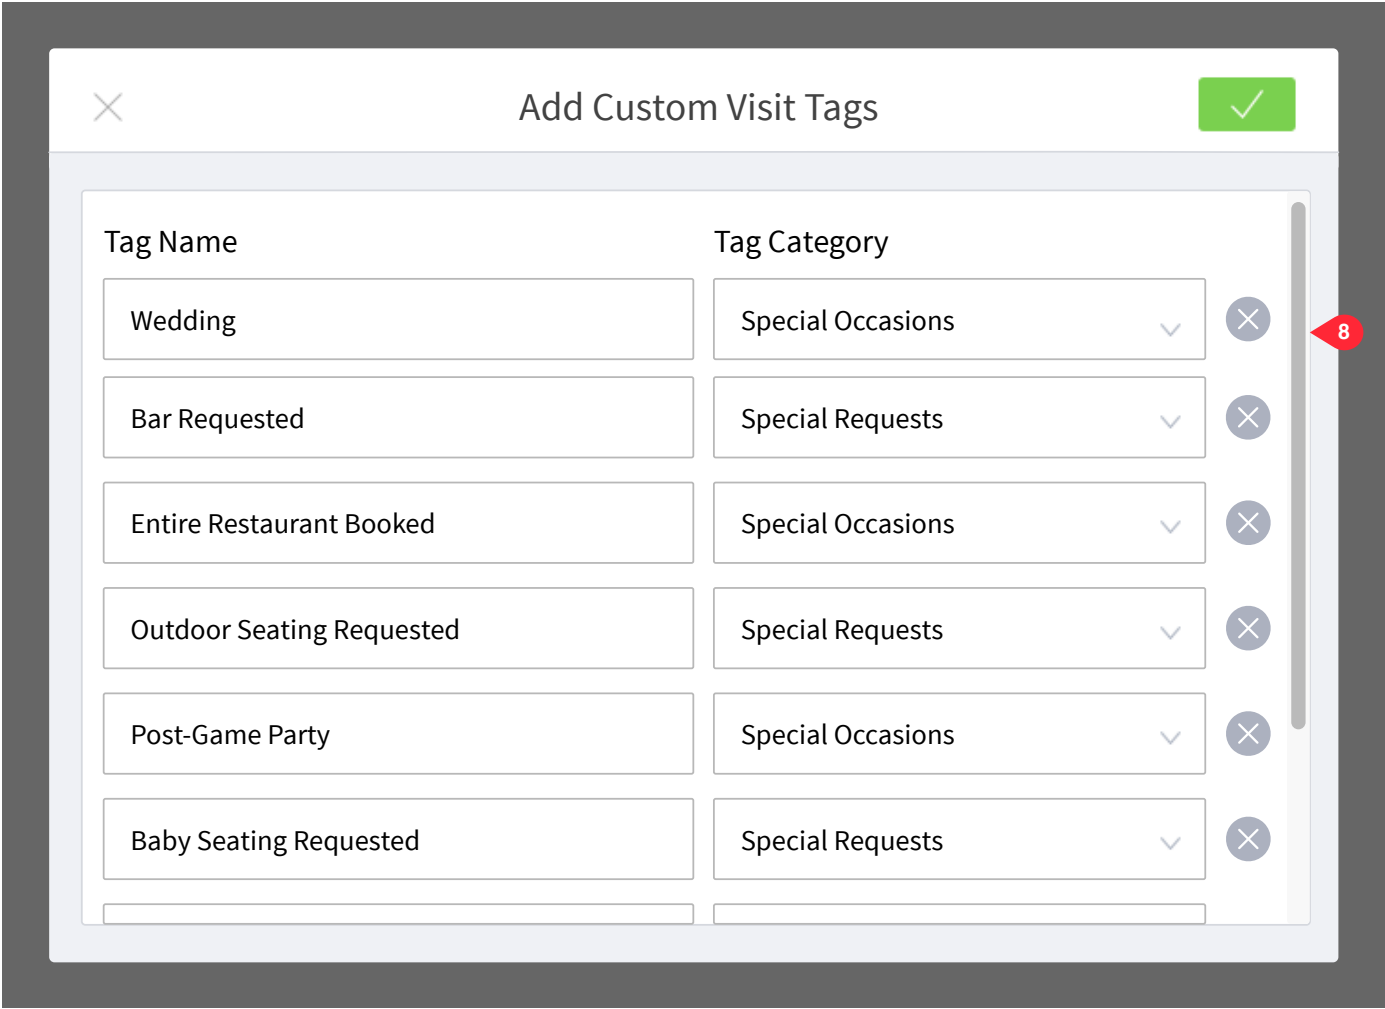 Add Custom Visit Tags
Tag Name Tag Category
Wedding Special Occasions
8
Bar Requested Special Requests
Entire Restaurant Booked Special Occasions
Outdoor Seating Requested Special Requests
Post-Game Party Special Occasions
Baby Seating Requested Special Requests